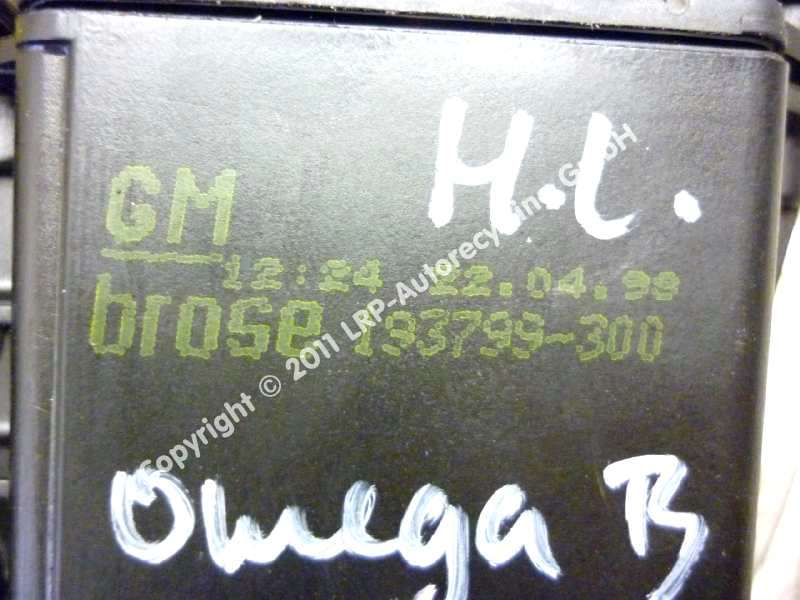 H.L.
GM
12:24 22.04.99
brose 193799-300
Omega B
Copyright © 2011 LRP-Autorecycling GmbH